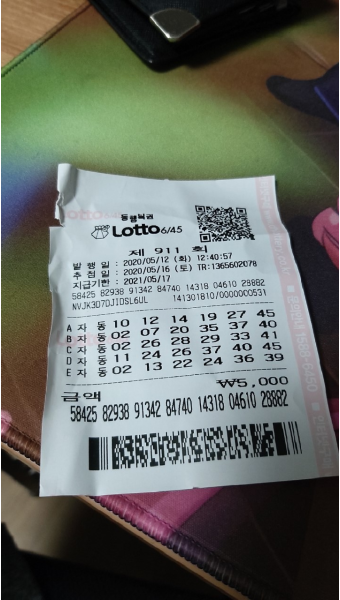 동행복권
Lotto 6/45
제 911 회
발 행 일 : 2020/05/12 (화) 12:40:57
추 첨 일 : 2020/05/16 (토) TR:1365602078
지급기한 : 2021/05/17
58425 82938 91342 84740 14318 04610 28882
NVJK3070JIDSL6UL 141301810/0000000531
A 자 동 10 12 14 19 27 45
B 자 동 02 07 20 35 37 40
C 자 동 02 26 28 29 33 41
D 자 동 11 24 26 37 40 45
E 자 동 02 13 22 24 36 39
금액 ₩5,000
58425 82938 91342 84740 14318 04610 28882